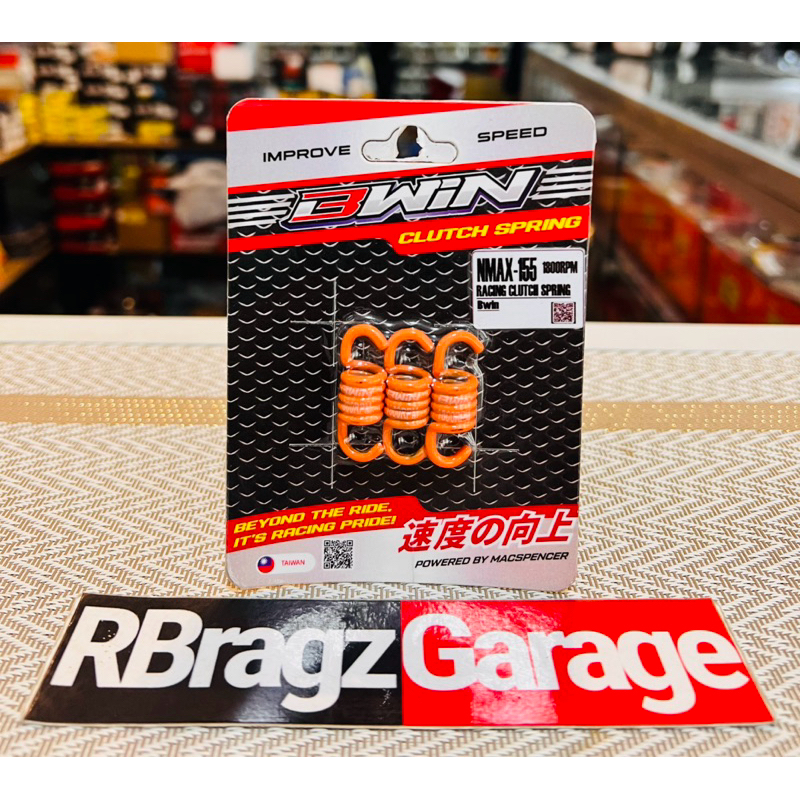 IMPROVE SPEED
BWiN
CLUTCH SPRING
NMAX-155 1800RPM
RACING CLUTCH SPRING
Bwin
BEYOND THE RIDE,
IT'S RACING PRIDE!
速度の向上
TAIWAN
POWERED BY MACSPENCER
RBragz Garage